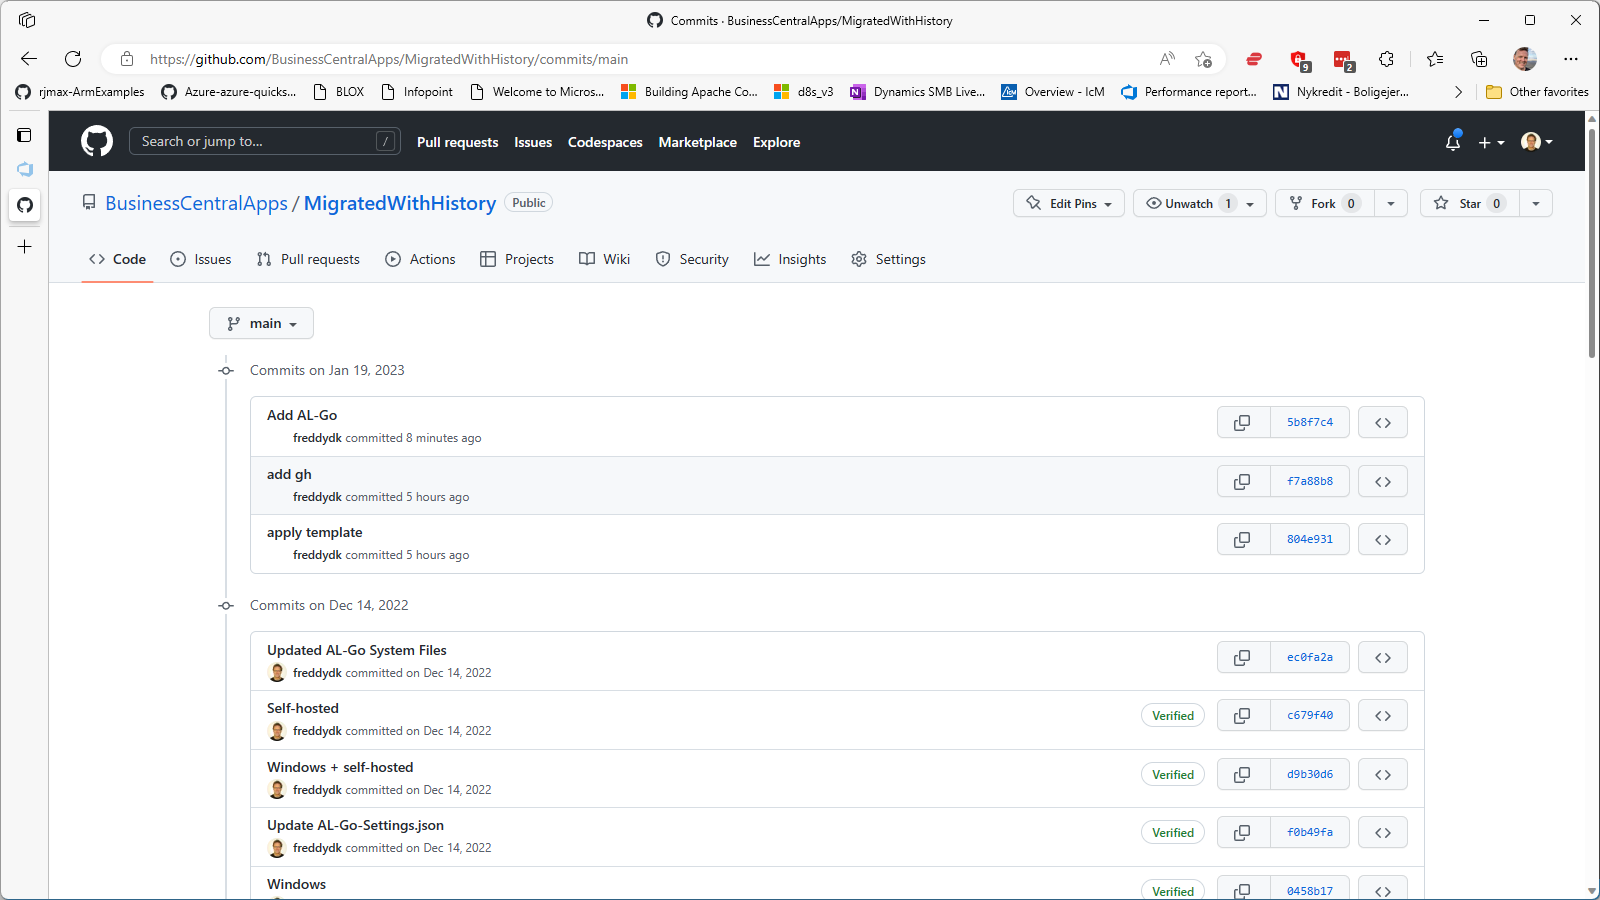 Commits · BusinessCentralApps/MigratedWithHistory
https://github.com/BusinessCentralApps/MigratedWithHistory/commits/main
9
2
rjmax-ArmExamples
Azure-azure-quicks...
BLOX
Infopoint
Welcome to Micros...
Building Apache Co...
d8s_v3
Dynamics SMB Live...
Overview - IcM
Performance report...
Nykredit - Boligejer...
Other favorites
Search or jump to...
/
Pull requests
Issues
Codespaces
Marketplace
Explore
BusinessCentralApps / MigratedWithHistory
Public
Edit Pins
Unwatch 1
Fork 0
Star 0
Code
Issues
Pull requests
Actions
Projects
Wiki
Security
Insights
Settings
main
Commits on Jan 19, 2023
Add AL-Go
freddydk committed 8 minutes ago
5b8f7c4
add gh
freddydk committed 5 hours ago
f7a88b8
apply template
freddydk committed 5 hours ago
804e931
Commits on Dec 14, 2022
Updated AL-Go System Files
freddydk committed on Dec 14, 2022
ec0fa2a
Self-hosted
freddydk committed on Dec 14, 2022
Verified
c679f40
Windows + self-hosted
freddydk committed on Dec 14, 2022
Verified
d9b30d6
Update AL-Go-Settings.json
freddydk committed on Dec 14, 2022
Verified
f0b49fa
Windows
Verified
0458b17